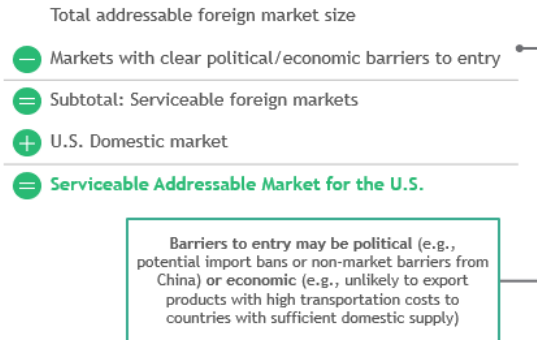 Total addressable foreign market size
Markets with clear political/economic barriers to entry
Subtotal: Serviceable foreign markets
U.S. Domestic market
Serviceable Addressable Market for the U.S.
Barriers to entry may be political (e.g.,
potential import bans or non-market barriers from
China) or economic (e.g., unlikely to export
products with high transportation costs to
countries with sufficient domestic supply)